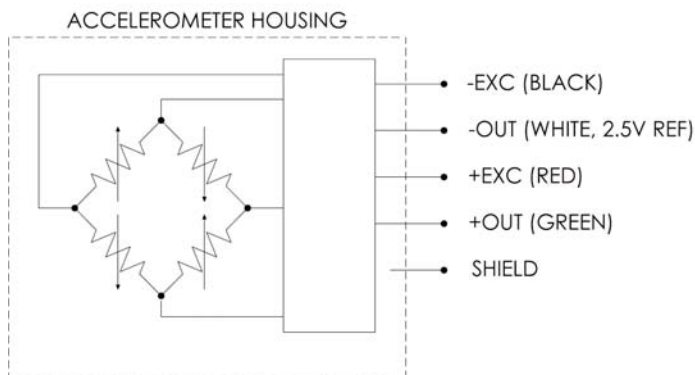 ACCELEROMETER HOUSING
-EXC (BLACK)
-OUT (WHITE, 2.5V REF)
+EXC (RED)
+OUT (GREEN)
SHIELD